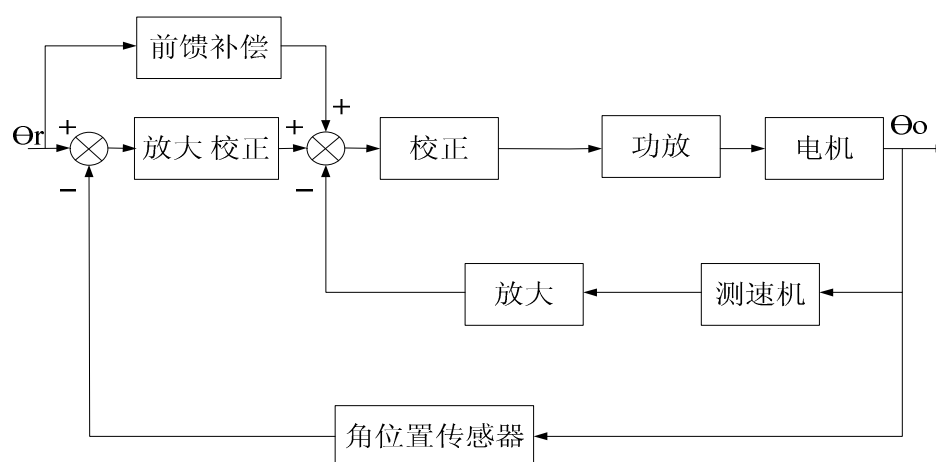 前馈补偿
+
Θr
+
放大 校正
+
校正
功放
电机
Θo
−
−
放大
测速机
角位置传感器